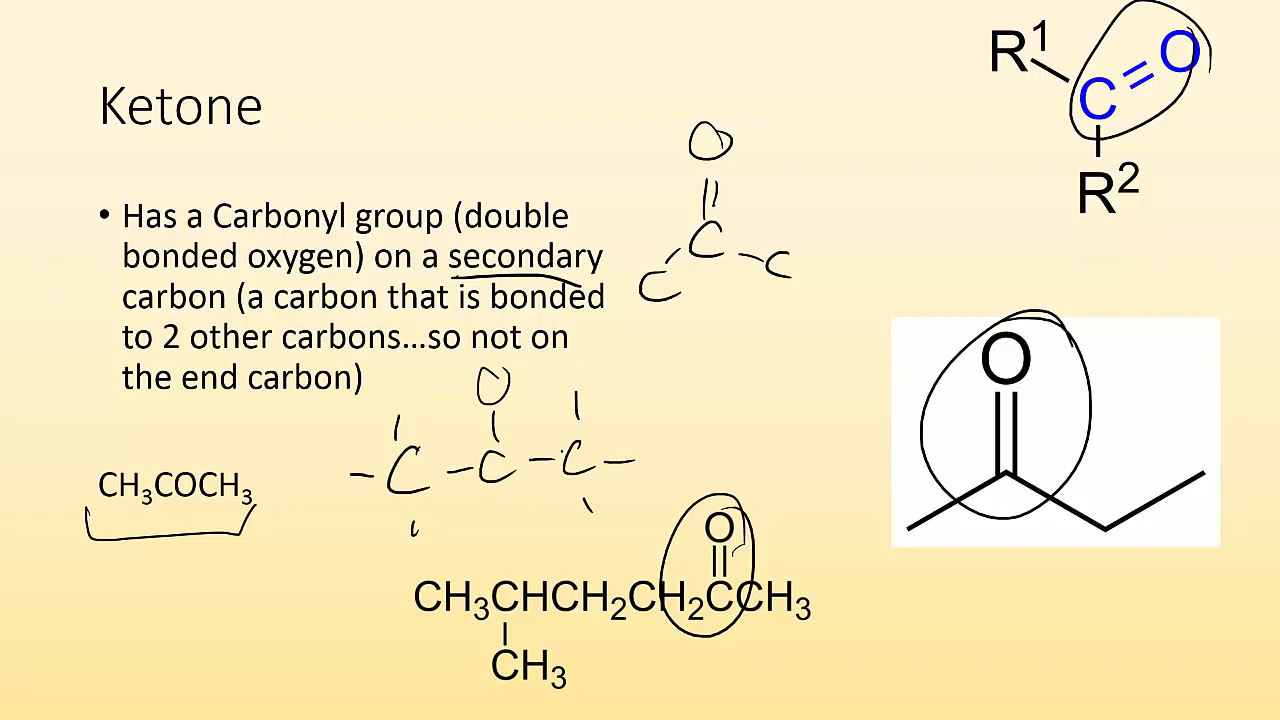 Ketone
• Has a Carbonyl group (double
bonded oxygen) on a secondary
carbon (a carbon that is bonded
to 2 other carbons...so not on
the end carbon)
CH₃COCH₃
O
C
C C
O
C C C
O
CH₃CHCH₂CH₂CCH₃
CH₃
R¹
C=O
R²
O